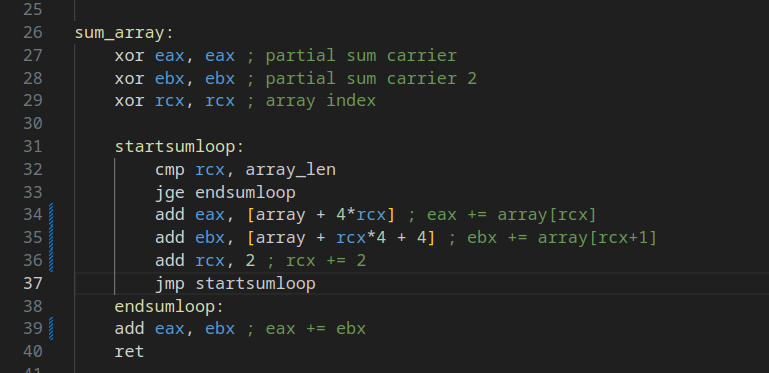 25
26 sum_array:
27 xor eax, eax ; partial sum carrier
28 xor ebx, ebx ; partial sum carrier 2
29 xor rcx, rcx ; array index
30
31 startsumloop:
32 cmp rcx, array_len
33 jge endsumloop
34 add eax, [array + 4*rcx] ; eax += array[rcx]
35 add ebx, [array + rcx*4 + 4] ; ebx += array[rcx+1]
36 add rcx, 2 ; rcx += 2
37 jmp startsumloop
38 endsumloop:
39 add eax, ebx ; eax += ebx
40 ret
41